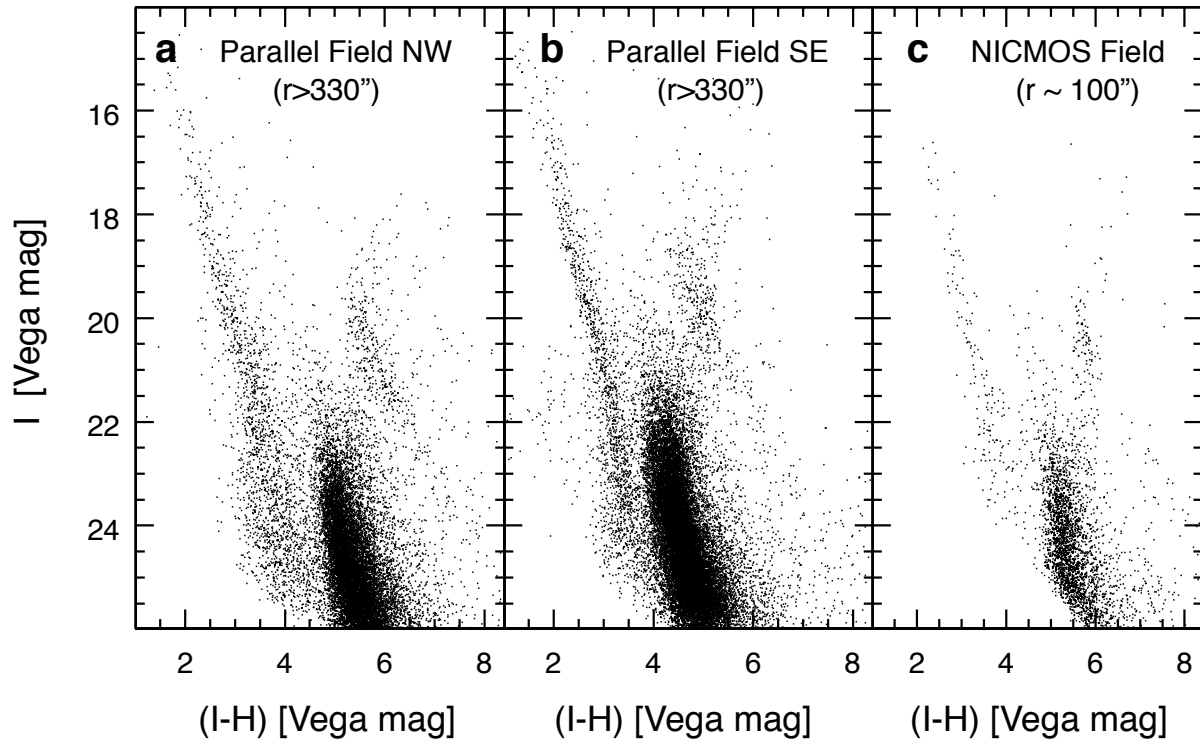 a Parallel Field NW
(r>330”)
b Parallel Field SE
(r>330”)
c NICMOS Field
(r ~ 100”)
I [Vega mag]
16
18
20
22
24
2 4 6 8
2 4 6 8
2 4 6 8
(I-H) [Vega mag]
(I-H) [Vega mag]
(I-H) [Vega mag]